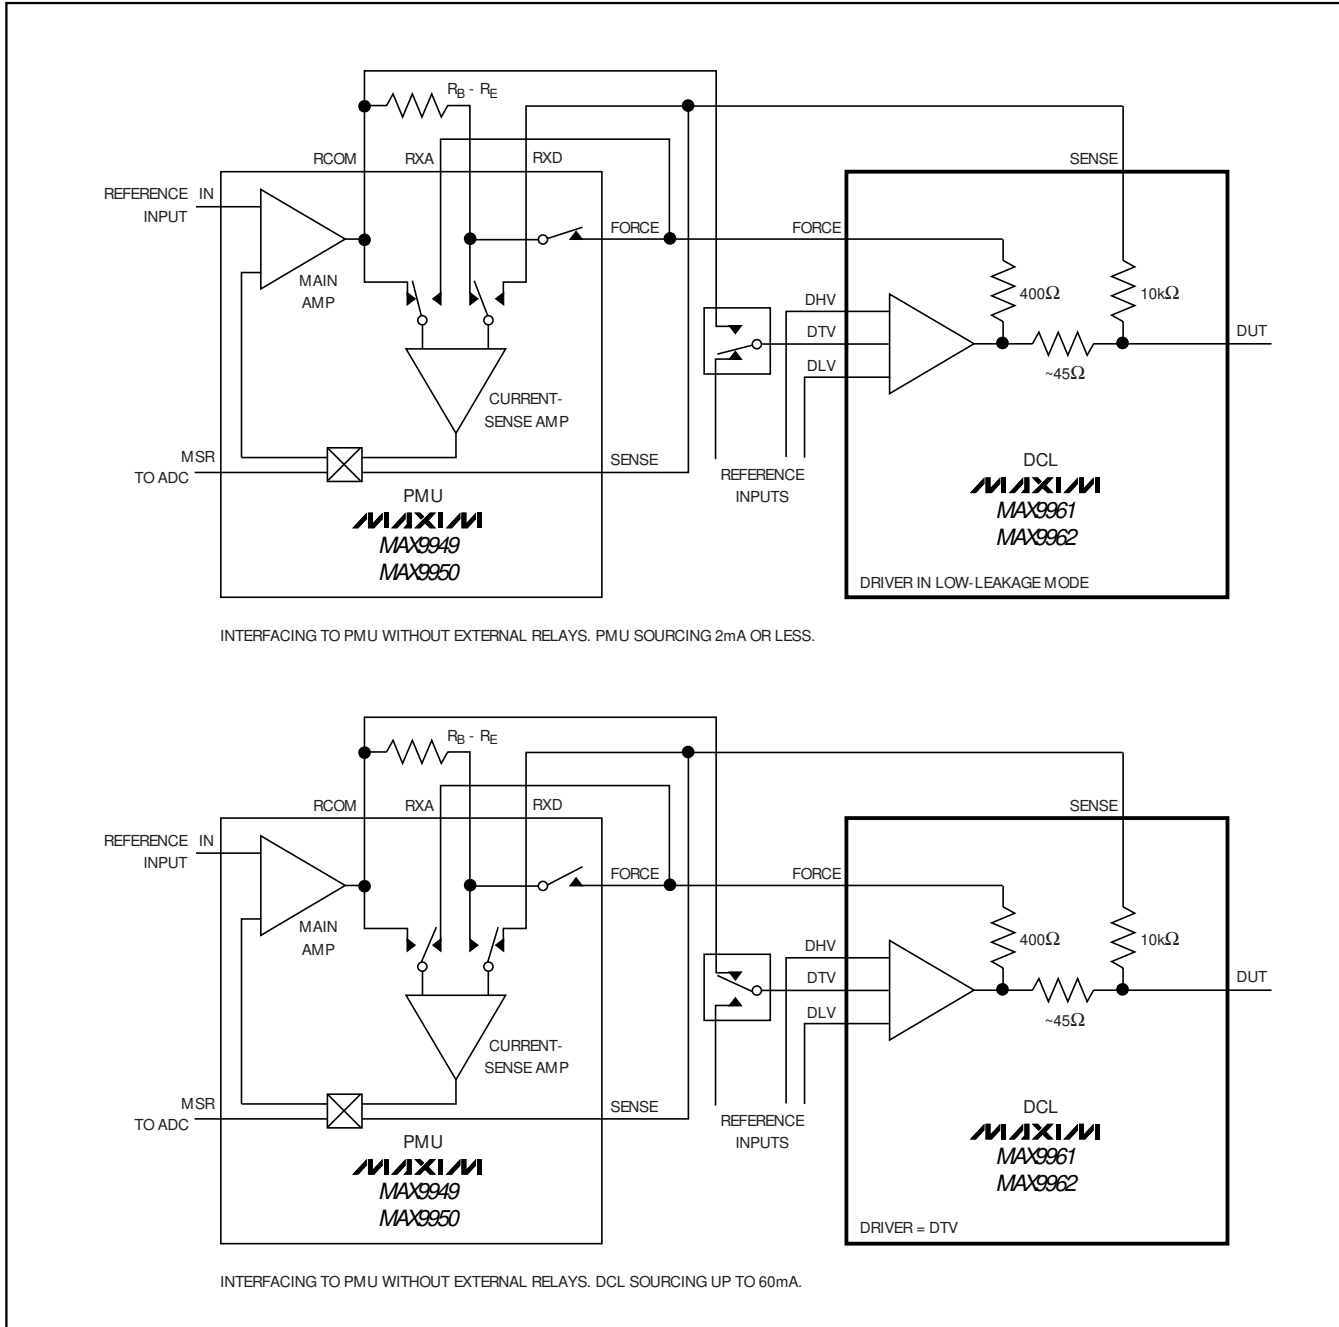 R_B - R_E
RCOM RXA RXD SENSE
REFERENCE INPUT IN
MAIN AMP
FORCE FORCE
400Ω 10kΩ
DHV
DTV
DLV
DUT
~45Ω
CURRENT-SENSE AMP
MSR TO ADC
SENSE
REFERENCE INPUTS
PMU
MAXIM
MAX9949
MAX9950
DCL
MAXIM
MAX9961
MAX9962
DRIVER IN LOW-LEAKAGE MODE
INTERFACING TO PMU WITHOUT EXTERNAL RELAYS. PMU SOURCING 2mA OR LESS.
R_B - R_E
RCOM RXA RXD SENSE
REFERENCE INPUT IN
MAIN AMP
FORCE FORCE
400Ω 10kΩ
DHV
DTV
DLV
DUT
~45Ω
CURRENT-SENSE AMP
MSR TO ADC
SENSE
REFERENCE INPUTS
PMU
MAXIM
MAX9949
MAX9950
DCL
MAXIM
MAX9961
MAX9962
DRIVER = DTV
INTERFACING TO PMU WITHOUT EXTERNAL RELAYS. DCL SOURCING UP TO 60mA.